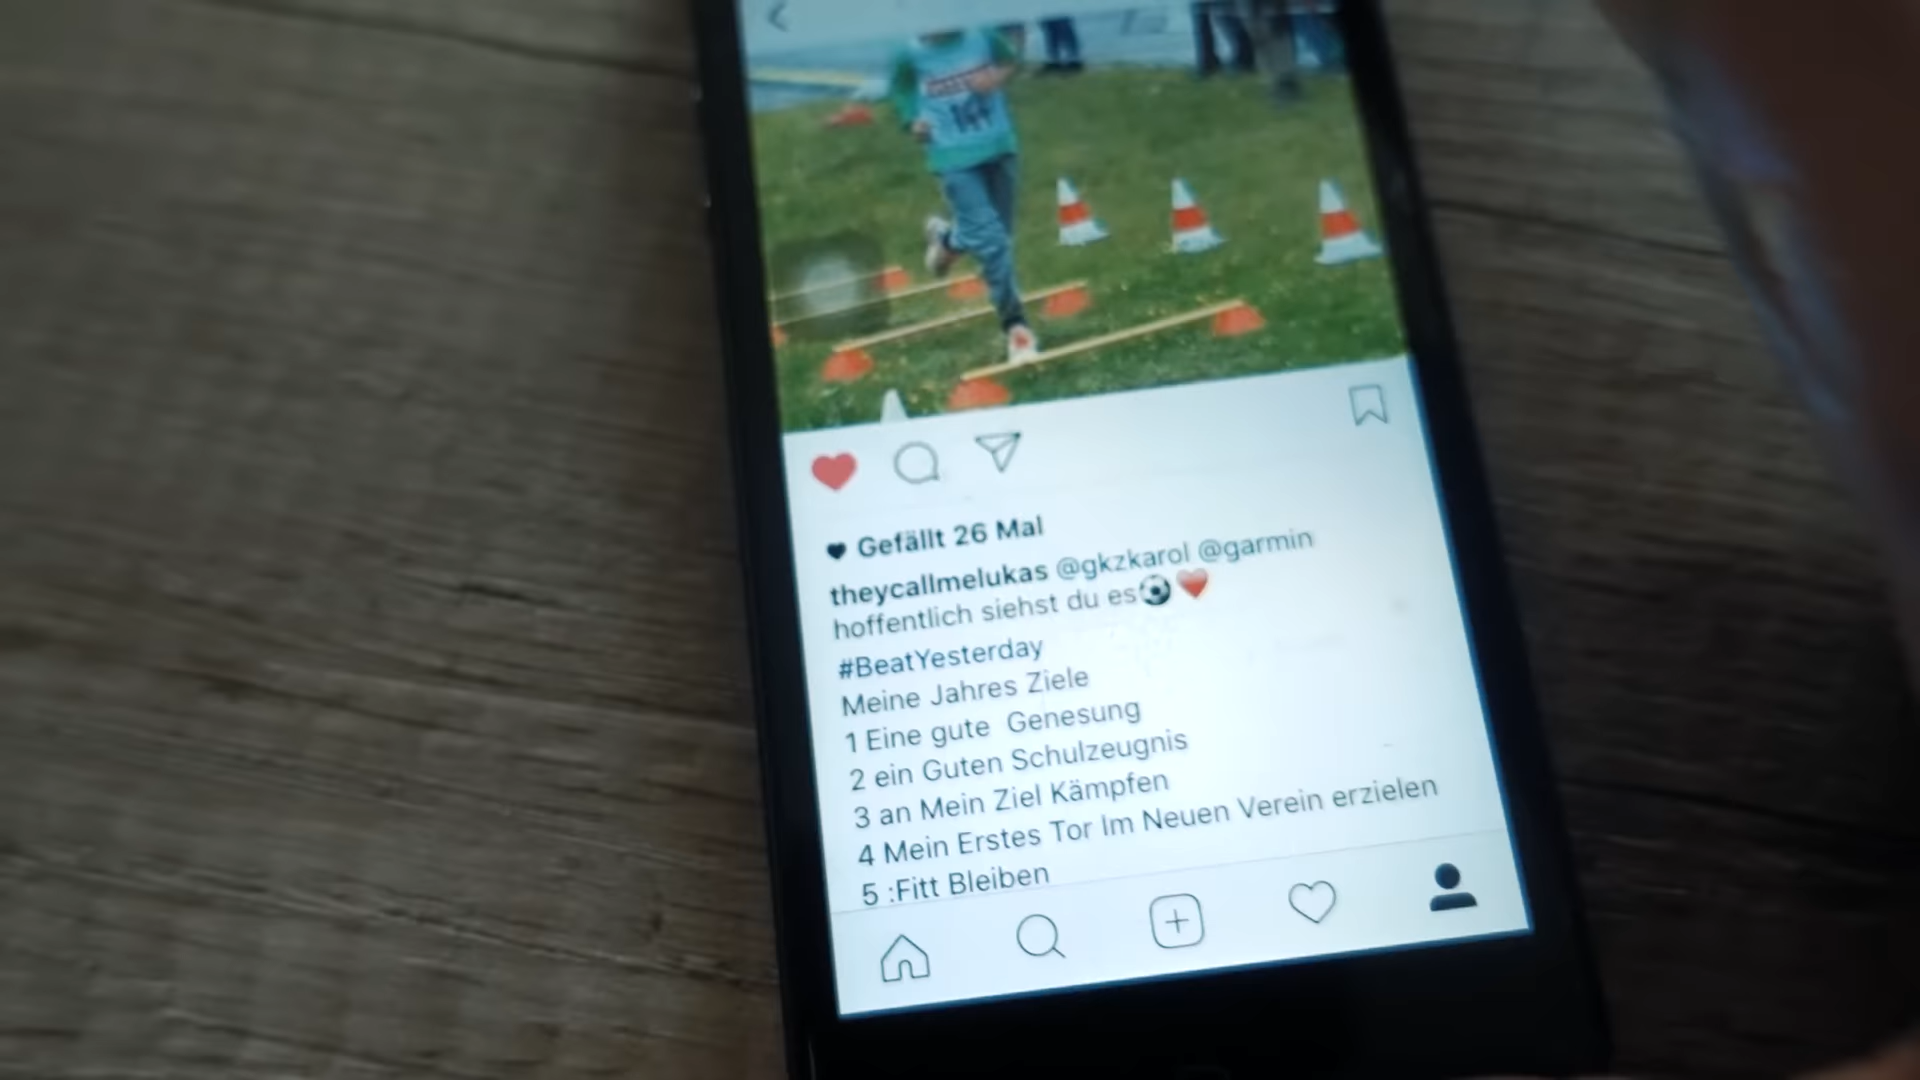 Gefällt 26 Mal
theycallmelukas @gkzkarol @garmin
hoffentlich siehst du es⚽❤️
#BeatYesterday
Meine Jahres Ziele
1 Eine gute Genesung
2 ein Guten Schulzeugnis
3 an Mein Ziel Kämpfen
4 Mein Erstes Tor Im Neuen Verein erzielen
5 :Fitt Bleiben